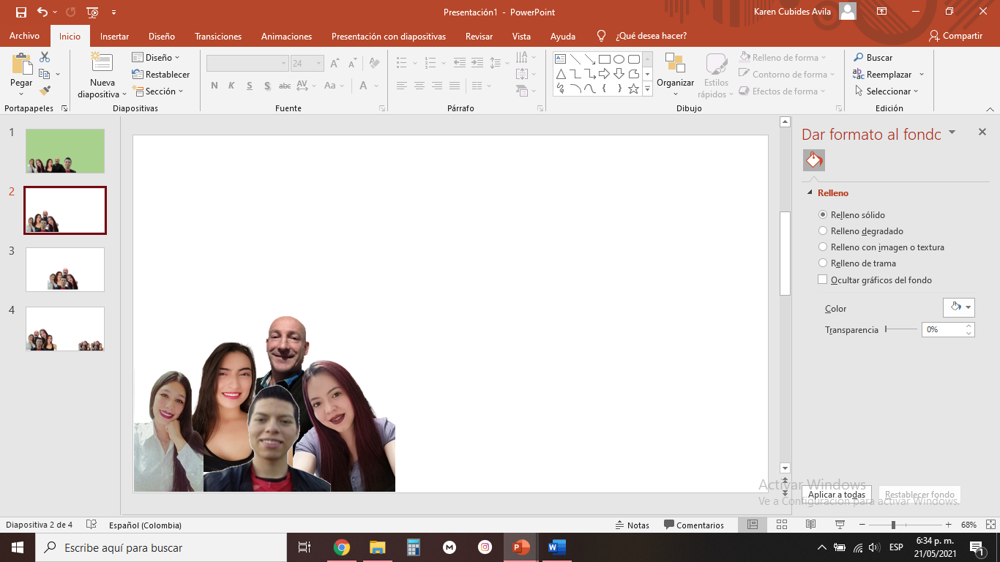 Presentación1 - PowerPoint
Karen Cubides Avila
Archivo Inicio Insertar Diseño Transiciones Animaciones Presentación con diapositivas Revisar Vista Ayuda ¿Qué desea hacer? Compartir
Pegar
Portapapeles
Nueva diapositiva
Diseño
Restablecer
Sección
Diapositivas
24
N K S S abc AV Aa A
Fuente
Párrafo
Organizar
Estilos rápidos
Relleno de forma
Contorno de forma
Efectos de forma
Dibujo
Buscar
Reemplazar
Seleccionar
Edición
1
2
3
4
Dar formato al fondo
Relleno
Relleno sólido
Relleno degradado
Relleno con imagen o textura
Relleno de trama
Ocultar gráficos del fondo
Color
Transparencia 0%
Activar Windows
Ve a Configuración para activar Windows.
Aplicar a todas Restablecer fondo
Diapositiva 2 de 4 Español (Colombia) Notas Comentarios 68%
Escribe aquí para buscar
ESP
6:34 p. m.
21/05/2021
1